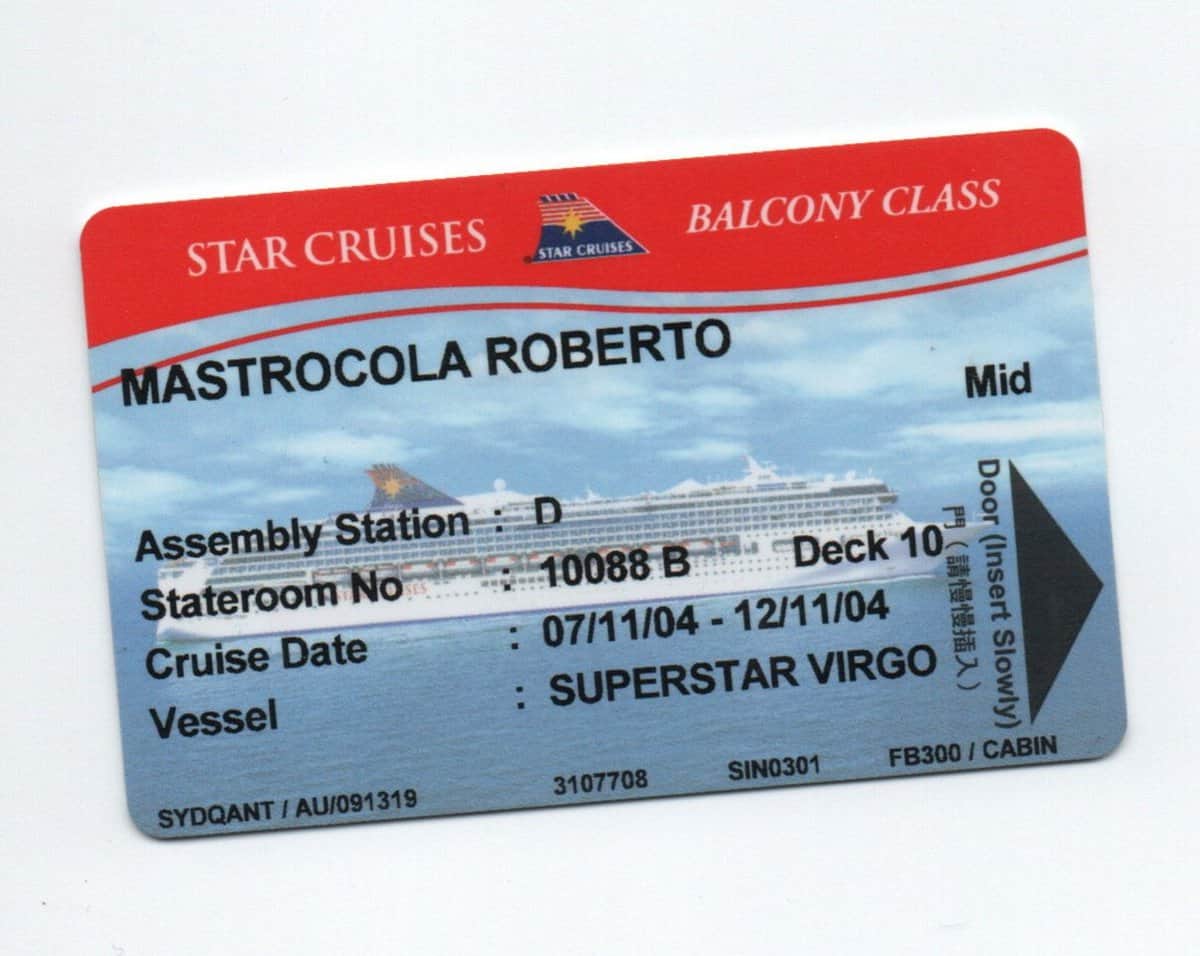 STAR CRUISES
STAR CRUISES
BALCONY CLASS
MASTROCOLA ROBERTO
Mid
Assembly Station : D
Stateroom No : 10088 B Deck 10
Cruise Date : 07/11/04 - 12/11/04
Vessel : SUPERSTAR VIRGO
Door (Insert Slowly)
門(請慢慢插入)
STAR CRUISES
SYDQANT / AU/091319 3107708 SIN0301 FB300 / CABIN